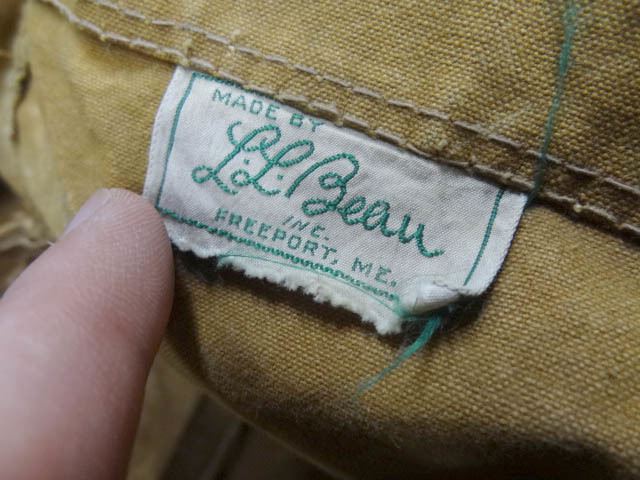 MADE BY
L.L. Bean
INC.
FREEPORT, ME.